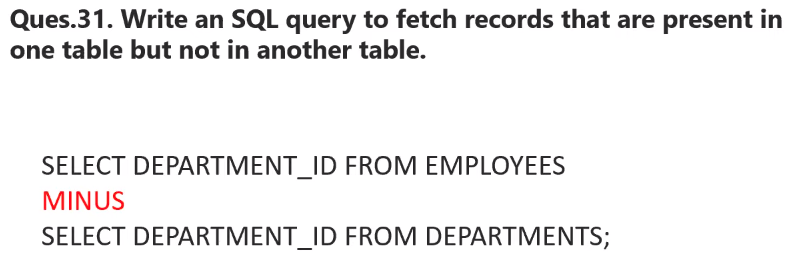 Ques.31. Write an SQL query to fetch records that are present in
one table but not in another table.
SELECT DEPARTMENT_ID FROM EMPLOYEES
MINUS
SELECT DEPARTMENT_ID FROM DEPARTMENTS;